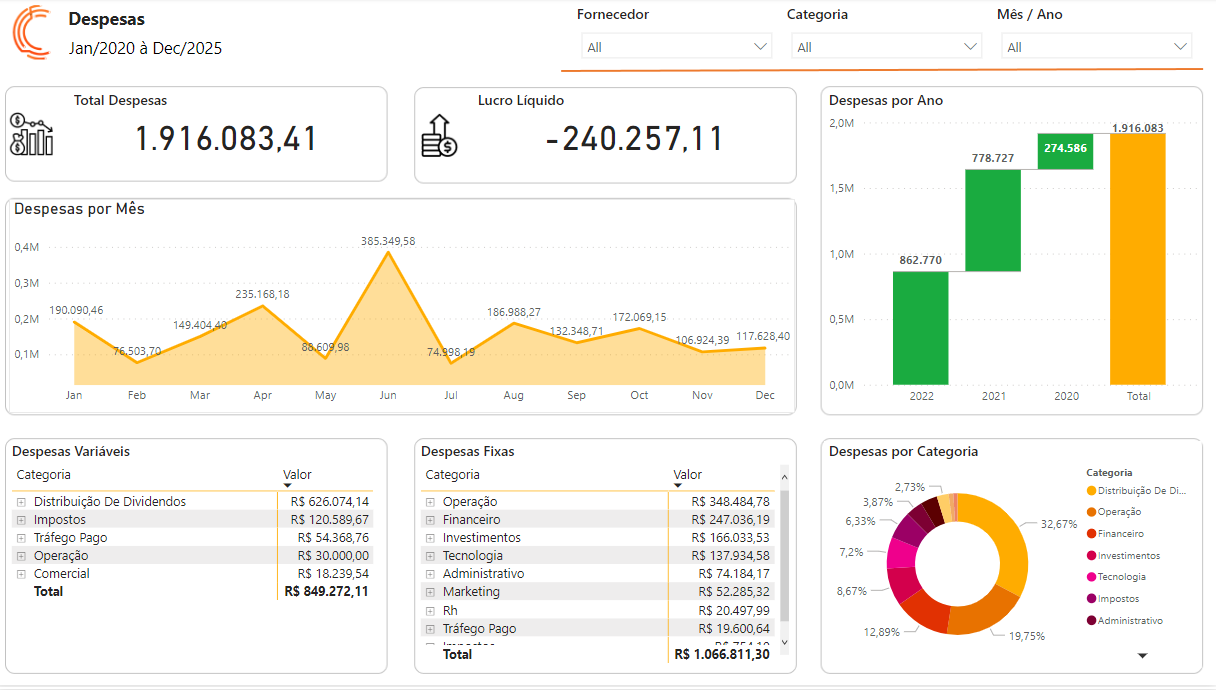 Despesas
Jan/2020 à Dec/2025
Fornecedor
All
Categoria
All
Mês / Ano
All
Total Despesas
1.916.083,41
Lucro Líquido
-240.257,11
Despesas por Mês
0,4M
0,3M
0,2M
0,1M
190.090,46
76.503,70
149.404,40
235.168,18
88.609,98
385.349,58
74.998,19
186.988,27
132.348,71
172.069,15
106.924,39
117.628,40
Jan Feb Mar Apr May Jun Jul Aug Sep Oct Nov Dec
Despesas por Ano
2,0M
1,5M
1,0M
0,5M
0,0M
862.770
778.727
274.586
1.916.083
2022 2021 2020 Total
Despesas Variáveis
Categoria Valor
Distribuição De Dividendos R$ 626.074,14
Impostos R$ 120.589,67
Tráfego Pago R$ 54.368,76
Operação R$ 30.000,00
Comercial R$ 18.239,54
Total R$ 849.272,11
Despesas Fixas
Categoria Valor
Operação R$ 348.484,78
Financeiro R$ 247.036,19
Investimentos R$ 166.033,53
Tecnologia R$ 137.934,58
Administrativo R$ 74.184,17
Marketing R$ 52.285,32
Rh R$ 20.497,99
Tráfego Pago R$ 19.600,64
Total R$ 1.066.811,30
Despesas por Categoria
32,67%
19,75%
12,89%
8,67%
7,2%
6,33%
3,87%
2,73%
Categoria
Distribuição De Di...
Operação
Financeiro
Investimentos
Tecnologia
Impostos
Administrativo